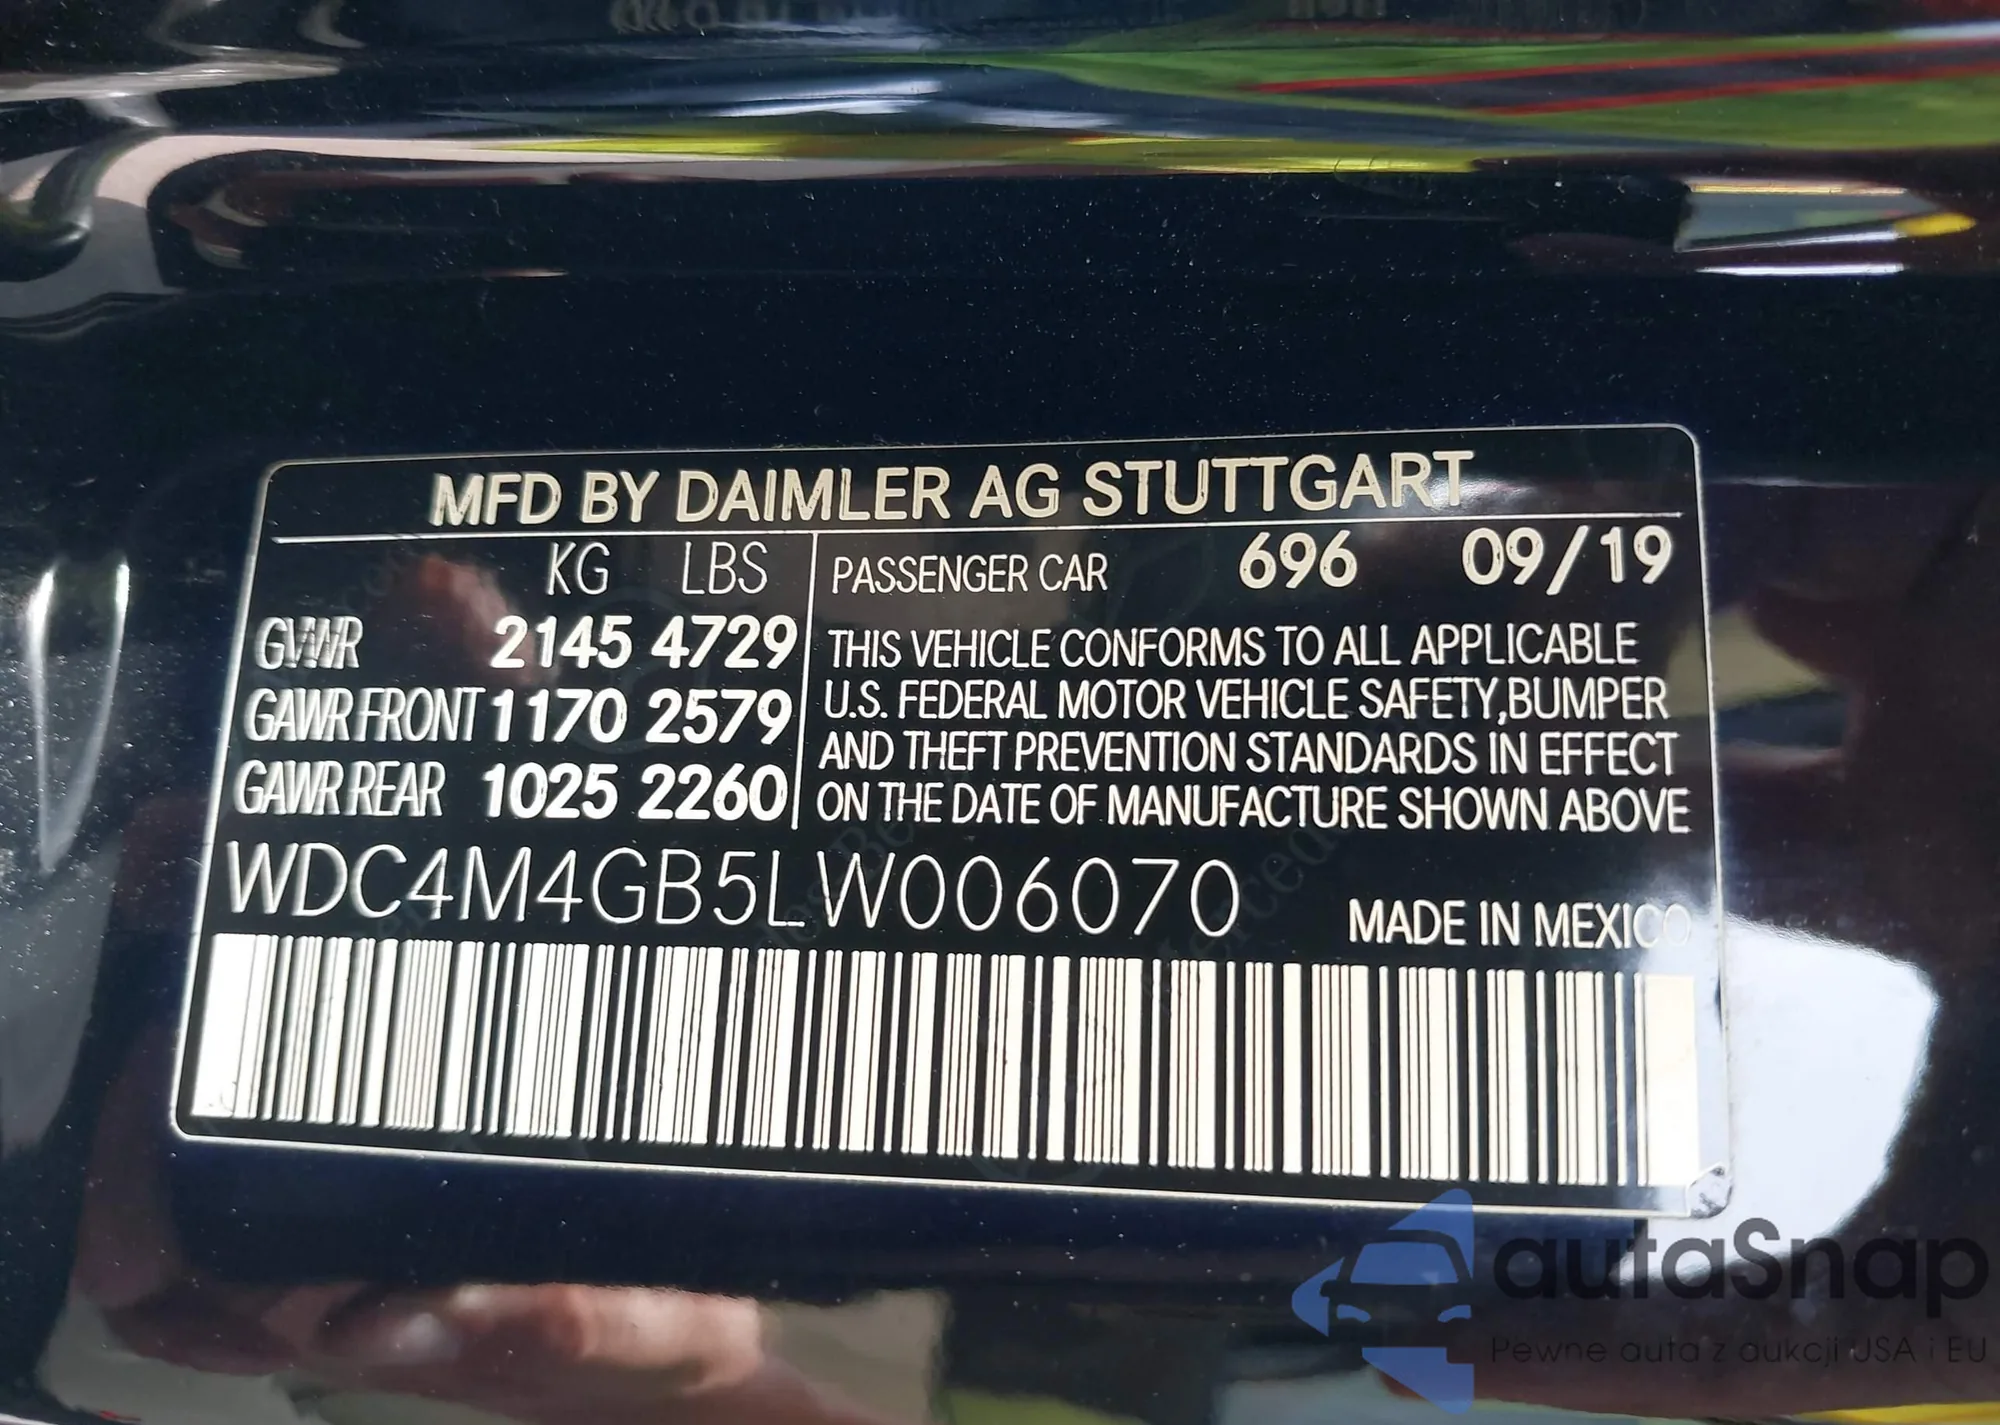 MFD BY DAIMLER AG STUTTGART
KG LBS
GVWR 2145 4729
GAWR FRONT 1170 2579
GAWR REAR 1025 2260
PASSENGER CAR 696 09/19
THIS VEHICLE CONFORMS TO ALL APPLICABLE
U.S. FEDERAL MOTOR VEHICLE SAFETY,BUMPER
AND THEFT PREVENTION STANDARDS IN EFFECT
ON THE DATE OF MANUFACTURE SHOWN ABOVE
WDC4M4GB5LW006070
MADE IN MEXICO
autaSnap
Pewne auta z aukcji USA i EU